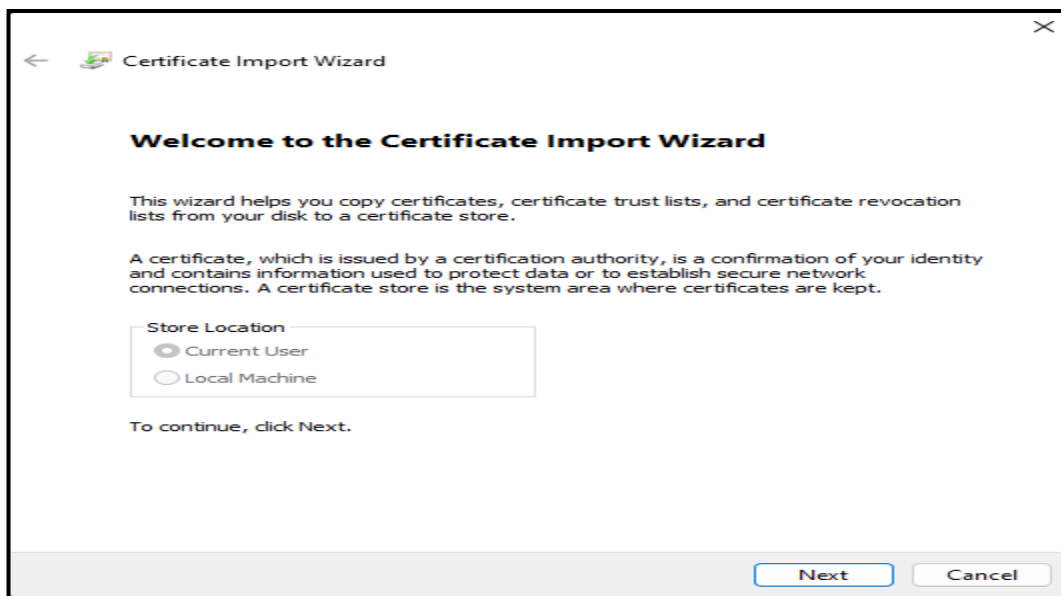 Certificate Import Wizard
Welcome to the Certificate Import Wizard
This wizard helps you copy certificates, certificate trust lists, and certificate revocation
lists from your disk to a certificate store.
A certificate, which is issued by a certification authority, is a confirmation of your identity
and contains information used to protect data or to establish secure network
connections. A certificate store is the system area where certificates are kept.
Store Location
Current User
Local Machine
To continue, click Next.
Next
Cancel